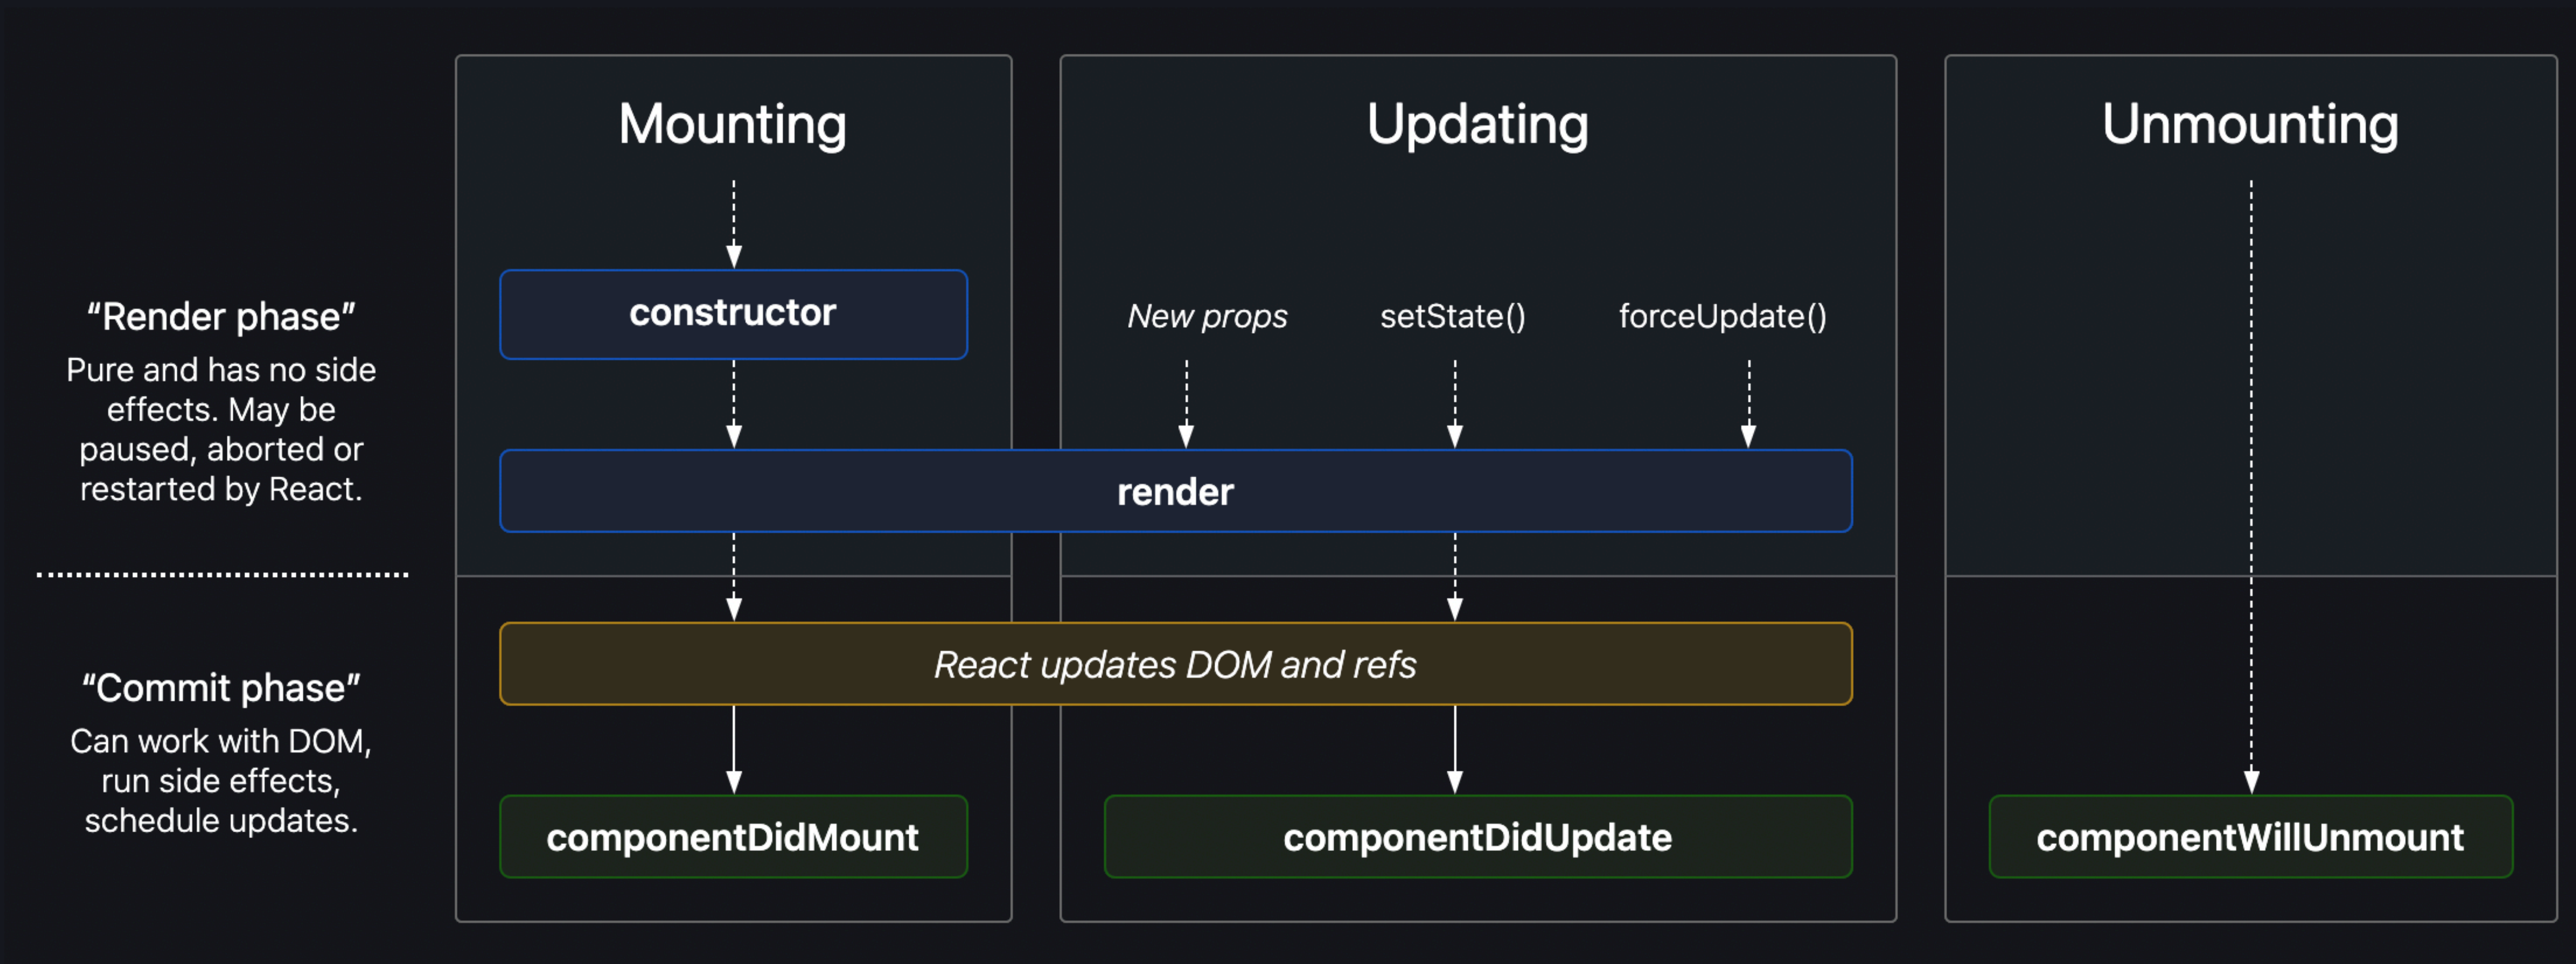 Mounting
Updating
Unmounting
“Render phase”
Pure and has no side
effects. May be
paused, aborted or
restarted by React.
constructor
New props
setState()
forceUpdate()
render
“Commit phase”
Can work with DOM,
run side effects,
schedule updates.
React updates DOM and refs
componentDidMount
componentDidUpdate
componentWillUnmount